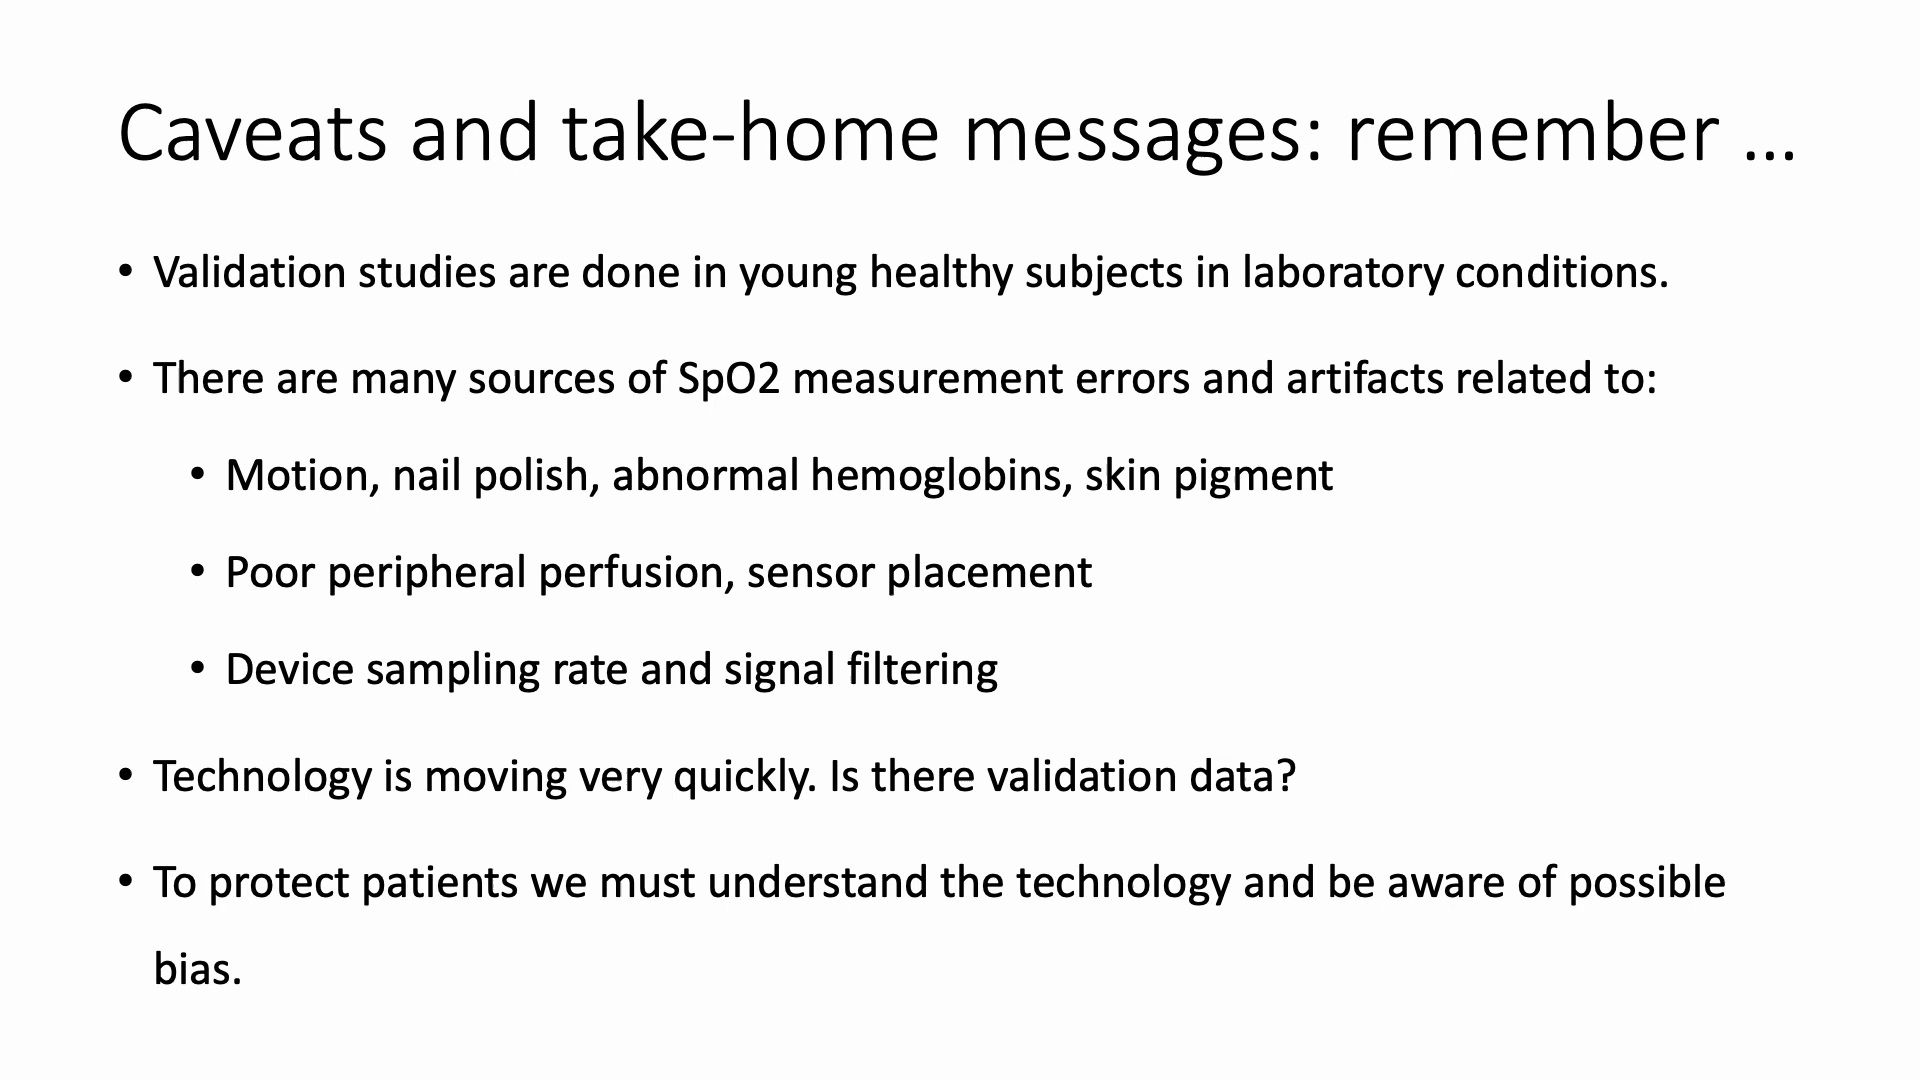 Caveats and take-home messages: remember …
• Validation studies are done in young healthy subjects in laboratory conditions.
• There are many sources of SpO2 measurement errors and artifacts related to:
• Motion, nail polish, abnormal hemoglobins, skin pigment
• Poor peripheral perfusion, sensor placement
• Device sampling rate and signal filtering
• Technology is moving very quickly. Is there validation data?
• To protect patients we must understand the technology and be aware of possible
bias.